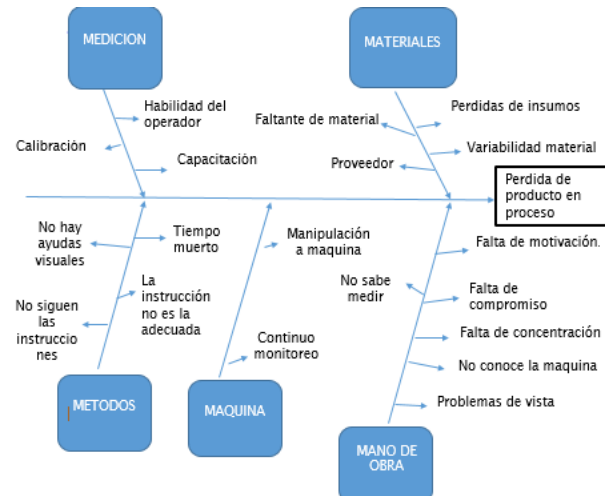 MEDICION
MATERIALES
Habilidad del
operador
Calibración
Capacitación
Faltante de material
Perdidas de insumos
Variabilidad material
Proveedor
Perdida de
producto en
proceso
No hay
ayudas
visuales
Tiempo
muerto
La
instrucción
no es la
adecuada
No siguen
las
instruccio
nes
Manipulación
a maquina
Continuo
monitoreo
Falta de motivación.
No sabe
medir
Falta de
compromiso
Falta de concentración
No conoce la maquina
Problemas de vista
METODOS
MAQUINA
MANO DE
OBRA